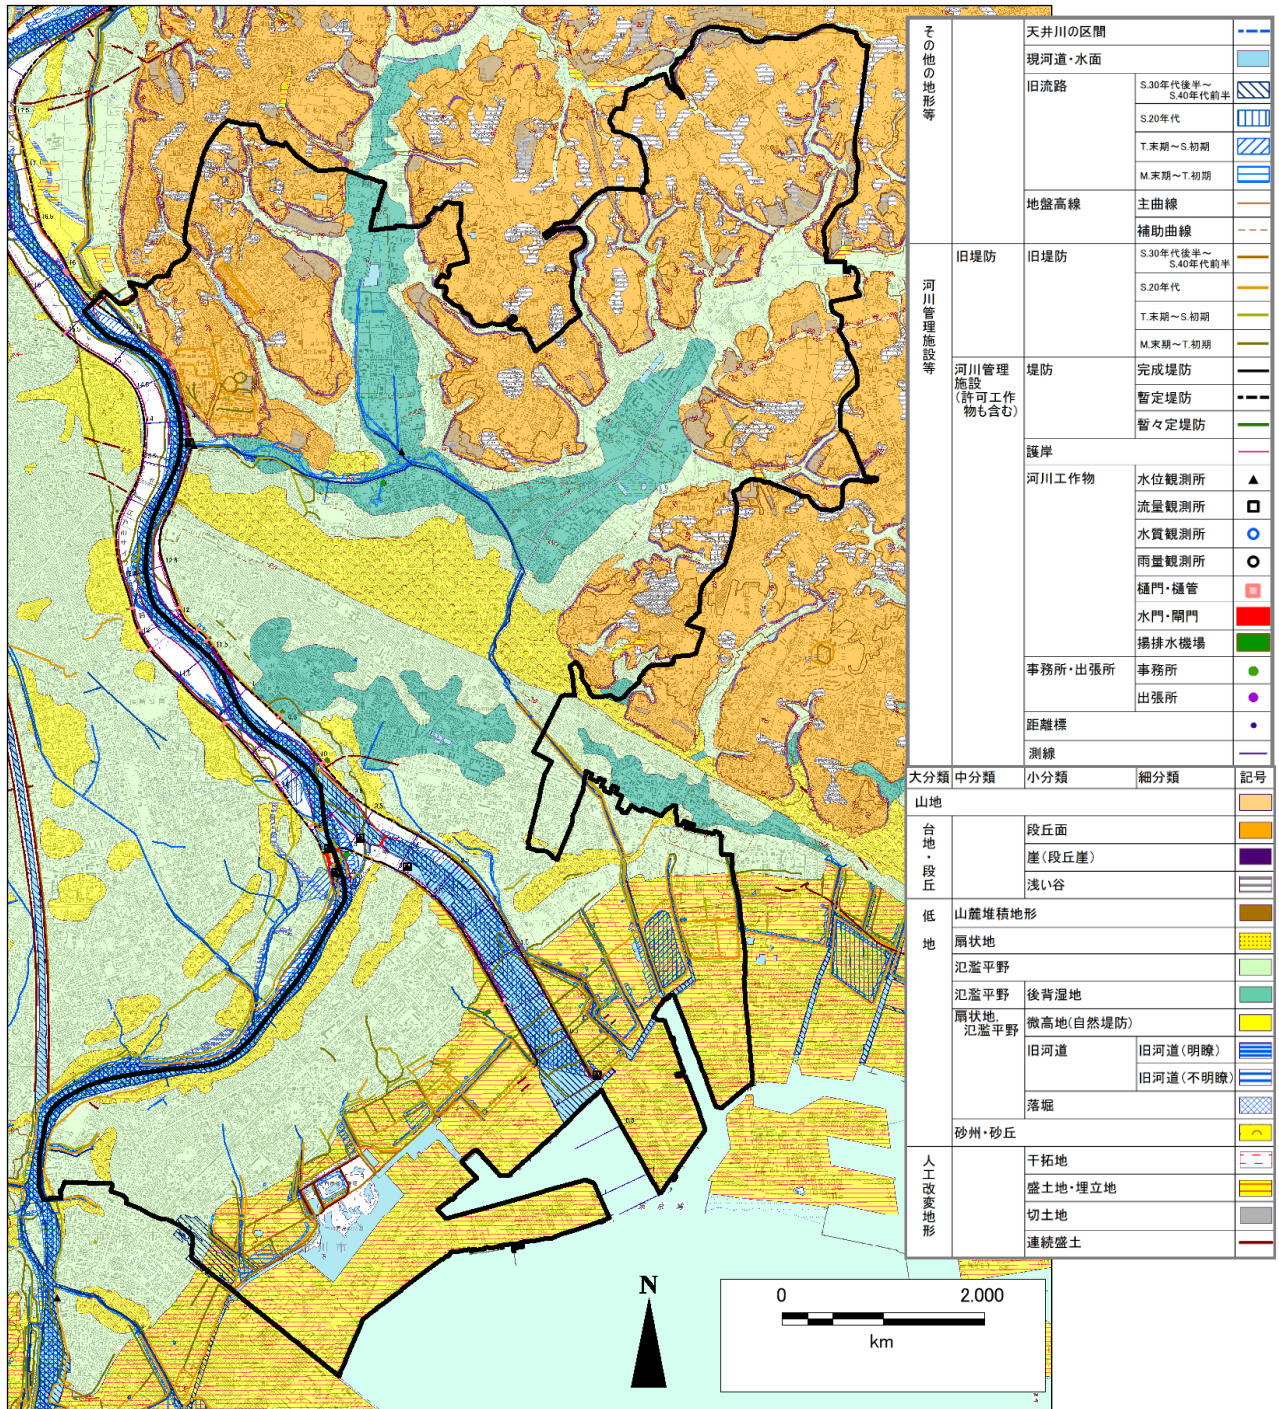 その他の地形等
天井川の区間
現河道・水面
旧流路
S.30年代後半～
S.40年代前半
S.20年代
T.末期～S.初期
M.末期～T.初期
地盤高線
主曲線
補助曲線
河川管理施設等
旧堤防
旧堤防
S.30年代後半～
S.40年代前半
S.20年代
T.末期～S.初期
M.末期～T.初期
河川管理
施設
(許可工作
物も含む)
堤防
完成堤防
暫定堤防
暫々定堤防
護岸
河川工作物
水位観測所
流量観測所
水質観測所
雨量観測所
樋門・樋管
水門・閘門
揚排水機場
事務所・出張所
事務所
出張所
距離標
測線
大分類 中分類 小分類 細分類 記号
山地
台地・段丘
段丘面
崖(段丘崖)
浅い谷
低地
山麓堆積地形
扇状地
氾濫平野
氾濫平野
後背湿地
扇状地,
氾濫平野
微高地(自然堤防)
旧河道
旧河道(明瞭)
旧河道(不明瞭)
落堀
砂州・砂丘
人工改変地形
干拓地
盛土地・埋立地
切土地
連続盛土
N
0 2.000
km